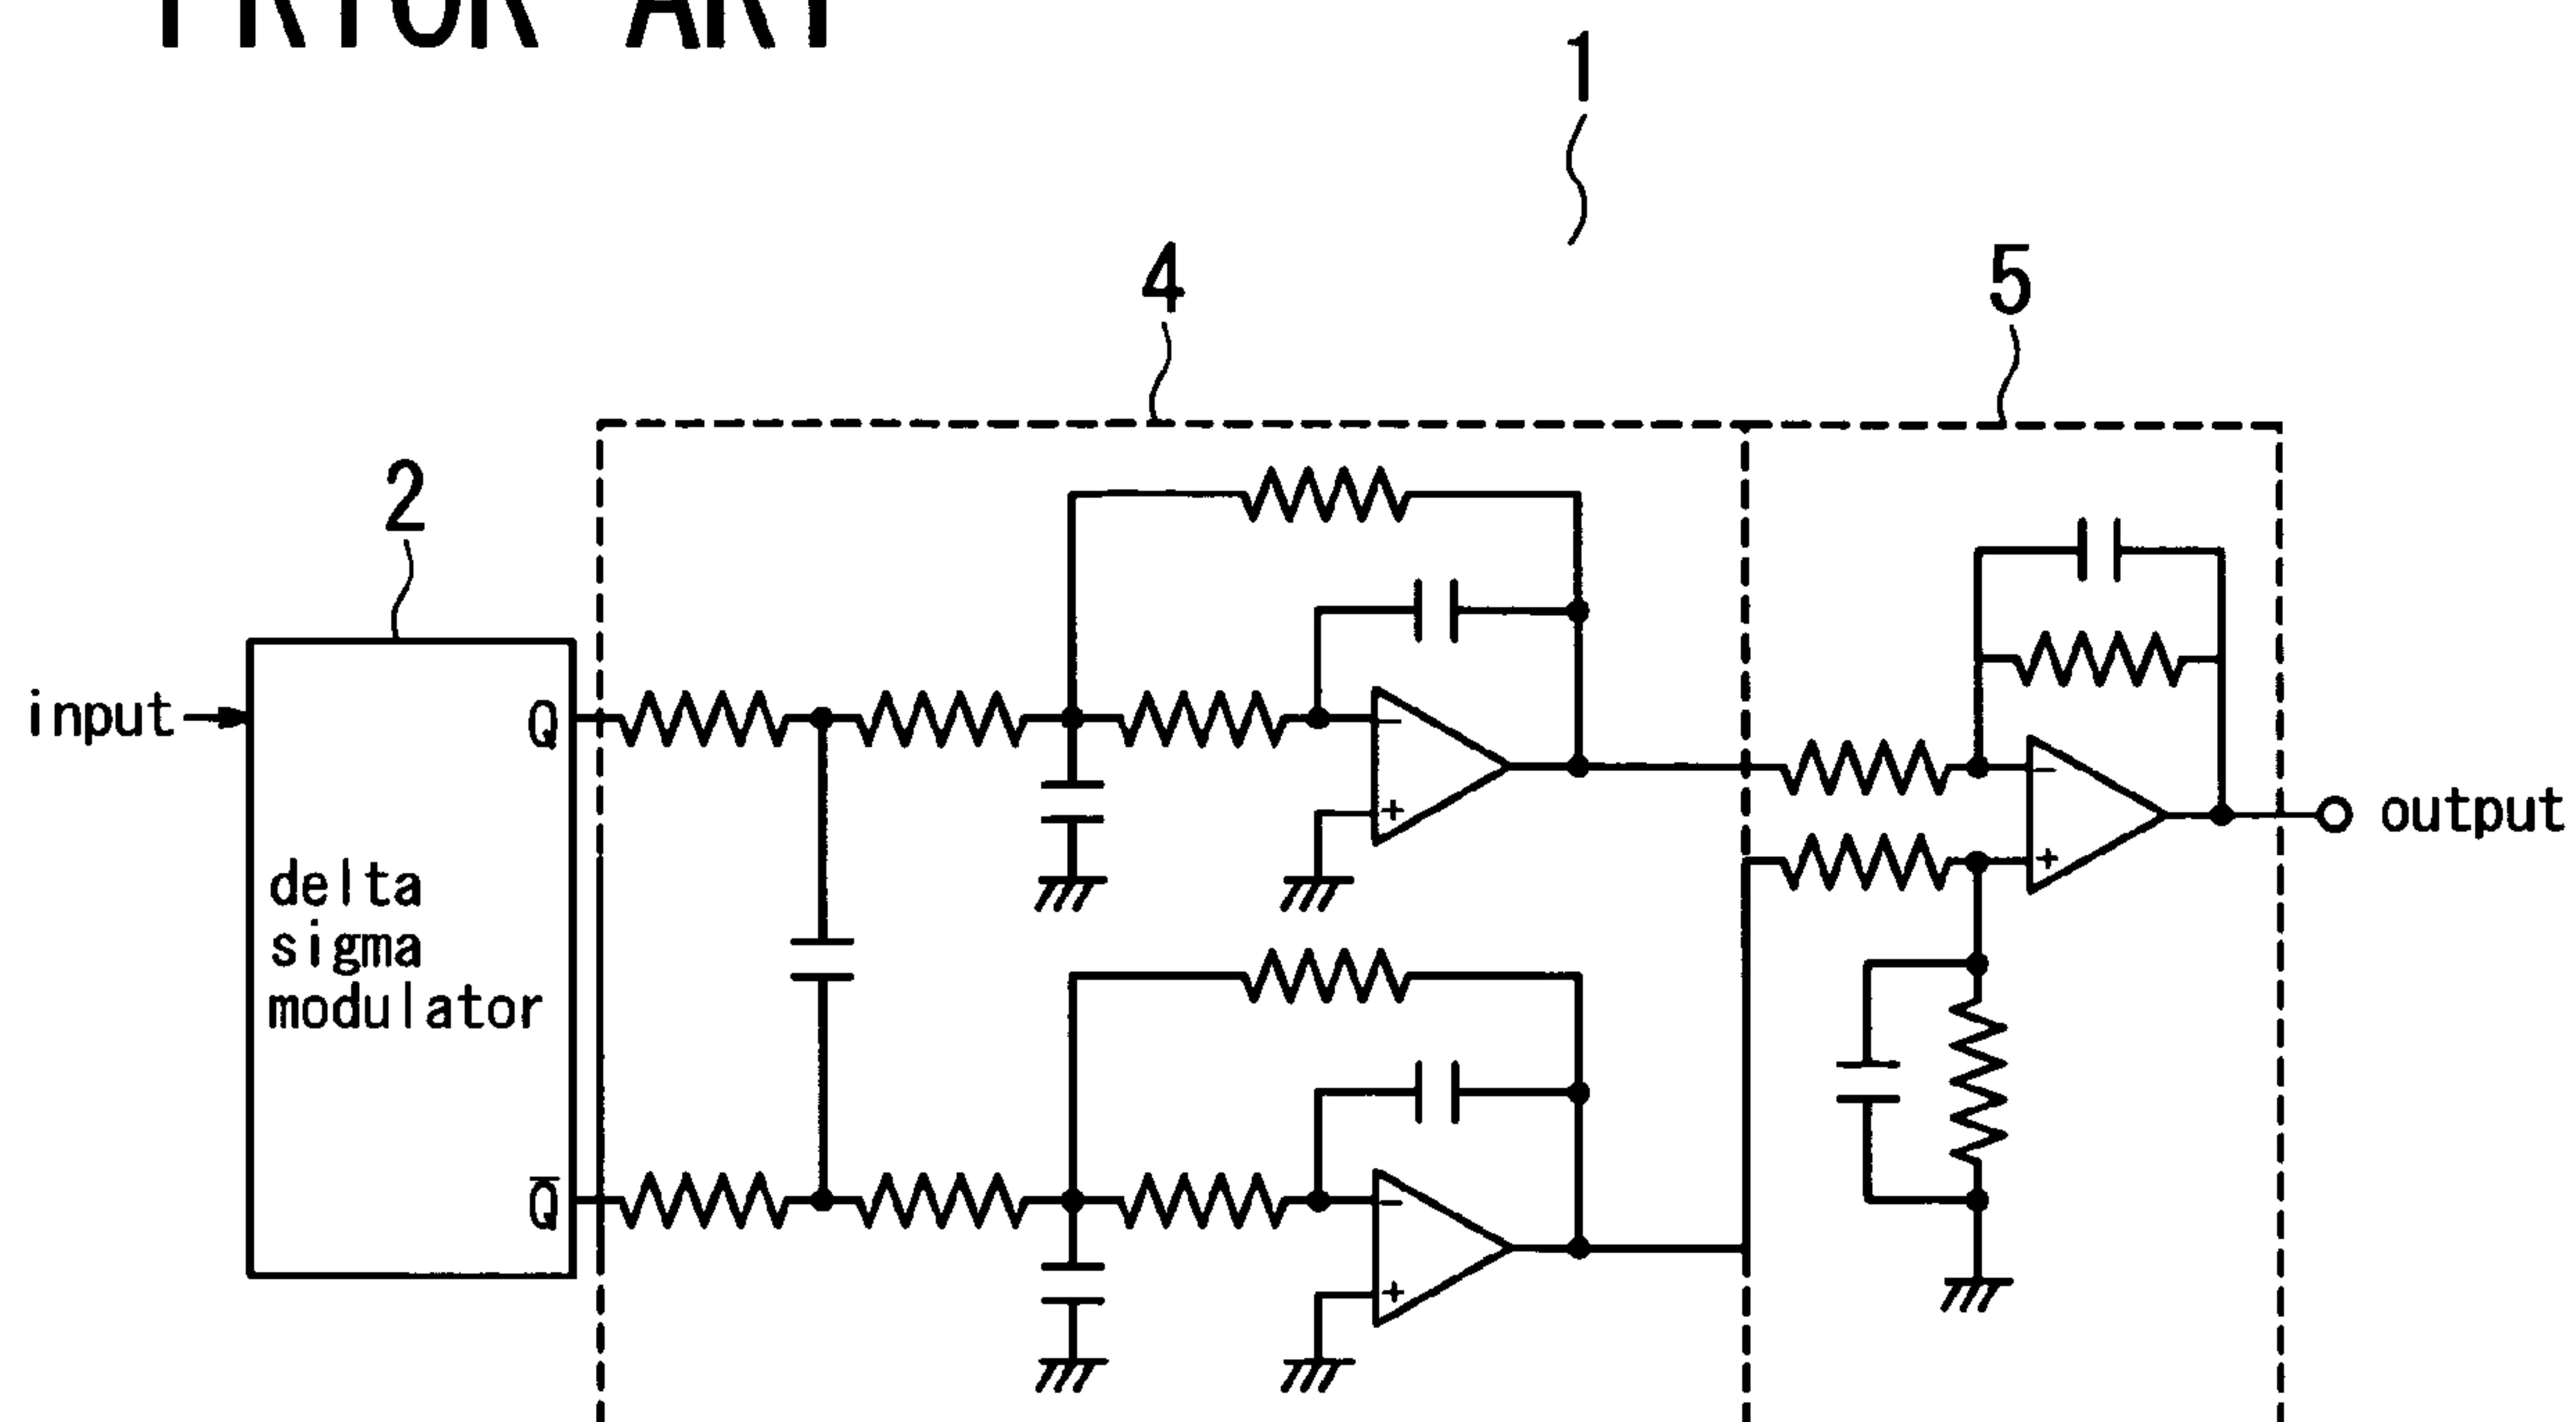 PRIOR ART
1
4
5
2
input
Q
delta
sigma
modulator
Q̅
−
+
−
+
−
+
output